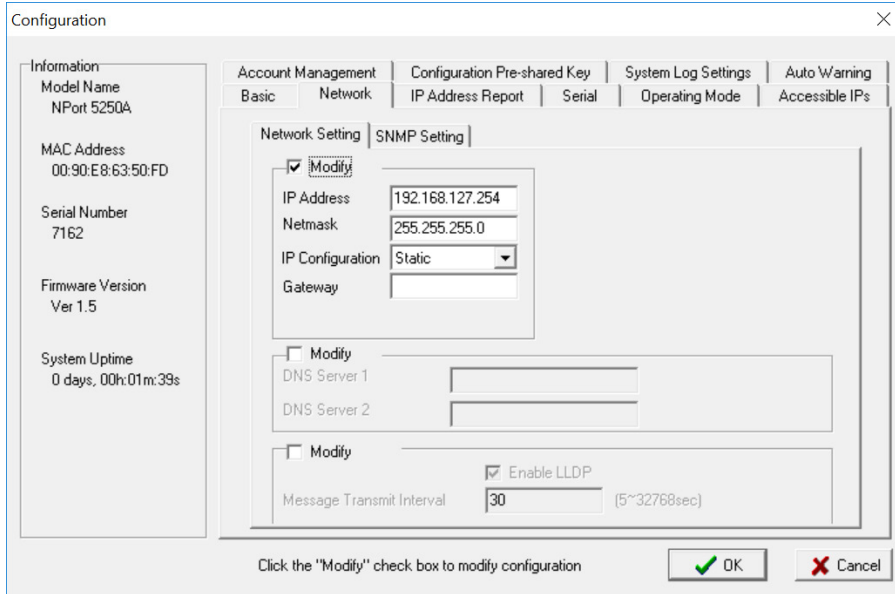 Configuration
Information
Model Name
NPort 5250A
MAC Address
00:90:E8:63:50:FD
Serial Number
7162
Firmware Version
Ver 1.5
System Uptime
0 days, 00h:01m:39s
Account Management Configuration Pre-shared Key System Log Settings Auto Warning
Basic Network IP Address Report Serial Operating Mode Accessible IPs
Network Setting SNMP Setting
Modify
IP Address 192.168.127.254
Netmask 255.255.255.0
IP Configuration Static
Gateway
Modify
DNS Server 1
DNS Server 2
Modify
Enable LLDP
Message Transmit Interval 30 (5~32768sec)
Click the "Modify" check box to modify configuration OK Cancel